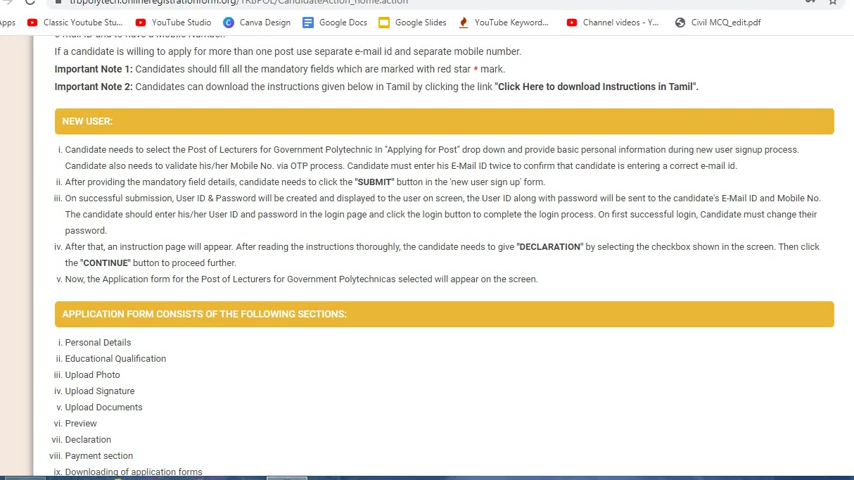 trbpolytech.onlineregistrationform.org/TRBPOL/CandidateAction_home.action
Apps Classic Youtube Stu... YouTube Studio Canva Design Google Docs Google Slides YouTube Keyword... Channel videos - Y... Civil MCQ_edit.pdf
e-mail ID and to have a Mobile Number.
If a candidate is willing to apply for more than one post use separate e-mail id and separate mobile number.
Important Note 1: Candidates should fill all the mandatory fields which are marked with red star * mark.
Important Note 2: Candidates can download the instructions given below in Tamil by clicking the link "Click Here to download Instructions in Tamil".
NEW USER:
i. Candidate needs to select the Post of Lecturers for Government Polytechnic In "Applying for Post" drop down and provide basic personal information during new user signup process.
Candidate also needs to validate his/her Mobile No. via OTP process. Candidate must enter his E-Mail ID twice to confirm that candidate is entering a correct e-mail id.
ii. After providing the mandatory field details, candidate needs to click the "SUBMIT" button in the 'new user sign up' form.
iii. On successful submission, User ID & Password will be created and displayed to the user on screen, the User ID along with password will be sent to the candidate's E-Mail ID and Mobile No.
The candidate should enter his/her User ID and password in the login page and click the login button to complete the login process. On first successful login, Candidate must change their
password.
iv. After that, an instruction page will appear. After reading the instructions thoroughly, the candidate needs to give "DECLARATION" by selecting the checkbox shown in the screen. Then click
the "CONTINUE" button to proceed further.
v. Now, the Application form for the Post of Lecturers for Government Polytechnicas selected will appear on the screen.
APPLICATION FORM CONSISTS OF THE FOLLOWING SECTIONS:
i. Personal Details
ii. Educational Qualification
iii. Upload Photo
iv. Upload Signature
v. Upload Documents
vi. Preview
vii. Declaration
viii. Payment section
ix. Downloading of application forms